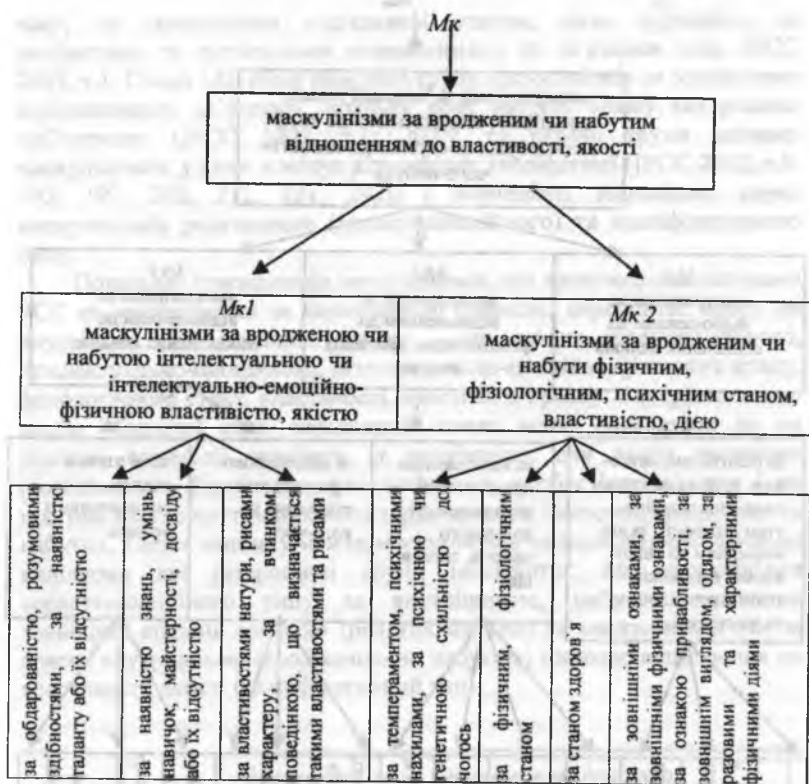 Мк
маскулінізми за вродженим чи набутим
відношенням до властивості, якості
Мк1
маскулінізми за вродженою чи
набутою інтелектуальною чи
інтелектуально-емоційно-
фізичною властивістю, якістю
Мк 2
маскулінізми за вродженим чи
набути фізичним,
фізіологічним, психічним станом,
властивістю, дією
за обдарованістю, розумовими
здібностями, за наявністю
таланту або їх відсутністю
за наявністю знань, умінь,
навичок, майстерності, досвіду
або їх відсутністю
за властивостями натури, рисами
характеру, за вчинком,
поведінкою, що визначається
такими властивостями та рисами
за темпераментом, психічними
нахилами, за психічною чи
генетичною схильністю до
чогось
за фізичним, фізіологічним
станом
за станом здоров я
за зовнішніми ознаками, за
зовнішніми фізичними ознаками,
за ознакою привабливості, за
зовнішнім виглядом, одягом, за
разовими та характерними
фізичними діями